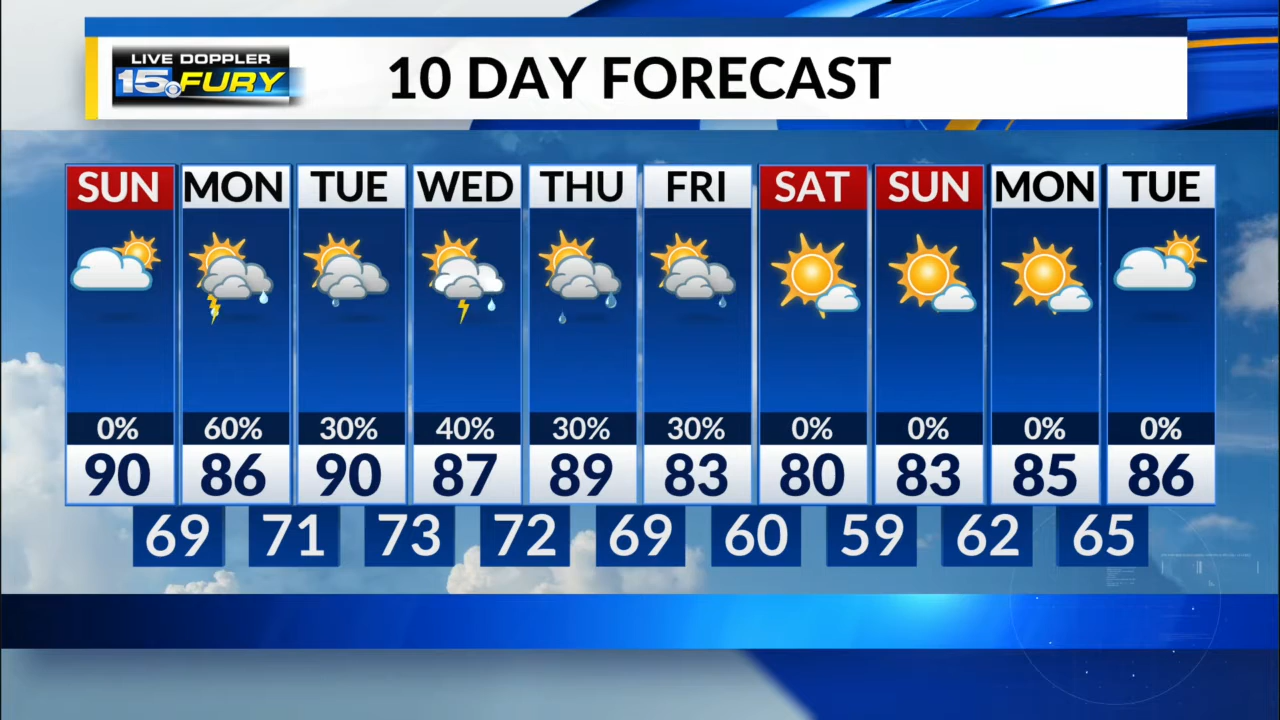 LIVE DOPPLER
15 FURY
10 DAY FORECAST
SUN MON TUE WED THU FRI SAT SUN MON TUE
0% 60% 30% 40% 30% 30% 0% 0% 0% 0%
90 86 90 87 89 83 80 83 85 86
69 71 73 72 69 60 59 62 65